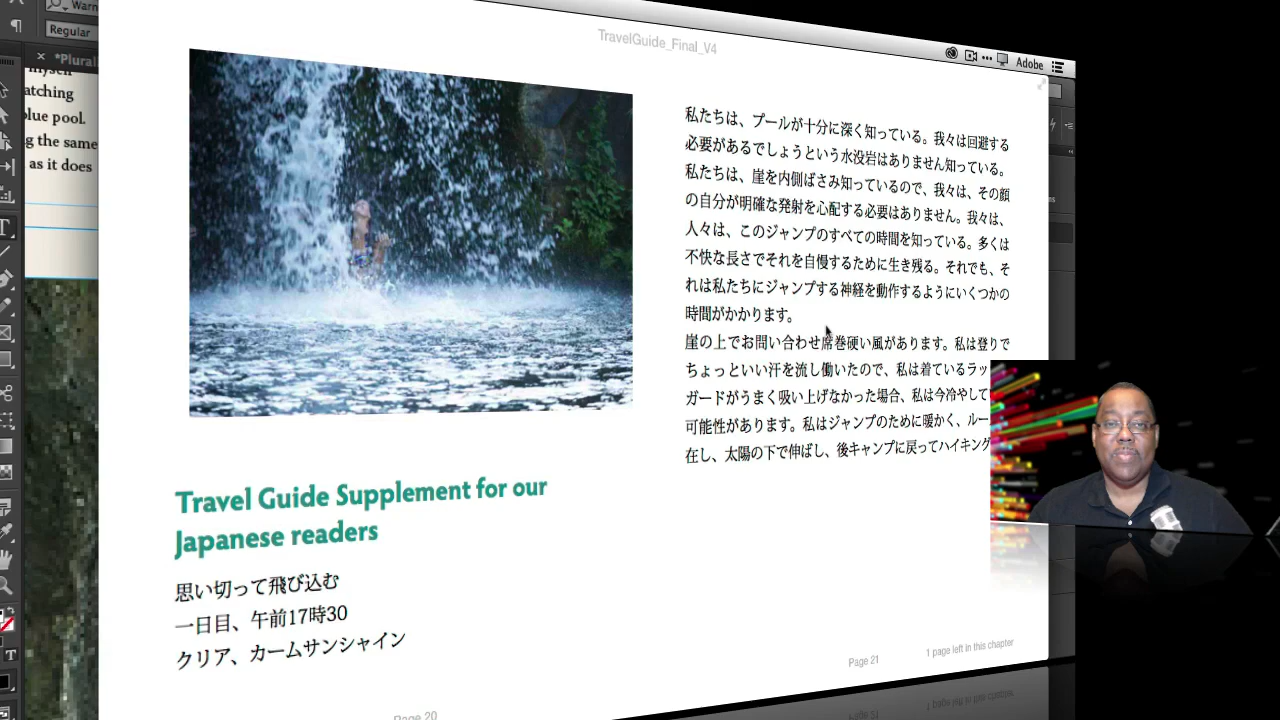 Warn
Regular
× *Plural
myself
atching
blue pool.
g the same
as it does
TravelGuide_Final_V4
Adobe
私たちは、プールが十分に深く知っている。我々は回避する
必要があるでしょうという水没岩はありません知っている。
私たちは、崖を内側ばさみ知っているので、我々は、その顔
の自分が明確な発射を心配する必要はありません。我々は、
人々は、このジャンプのすべての時間を知っている。多くは
不快な長さでそれを自慢するために生き残る。それでも、そ
れは私たちにジャンプする神経を動作するようにいくつかの
時間がかかります。
崖の上でお問い合わせ席巻硬い風があります。私は登りで
ちょっといい汗を流し働いたので、私は着ているラッ
ガードがうまく吸い上げなかった場合、私は今冷やして
可能性があります。私はジャンプのために暖かく、ルー
在し、太陽の下で伸ばし、後キャンプに戻ってハイキング
Travel Guide Supplement for our
Japanese readers
思い切って飛び込む
一日目、午前17時30
クリア、カームサンシャイン
Page 20
Page 21
1 page left in this chapter